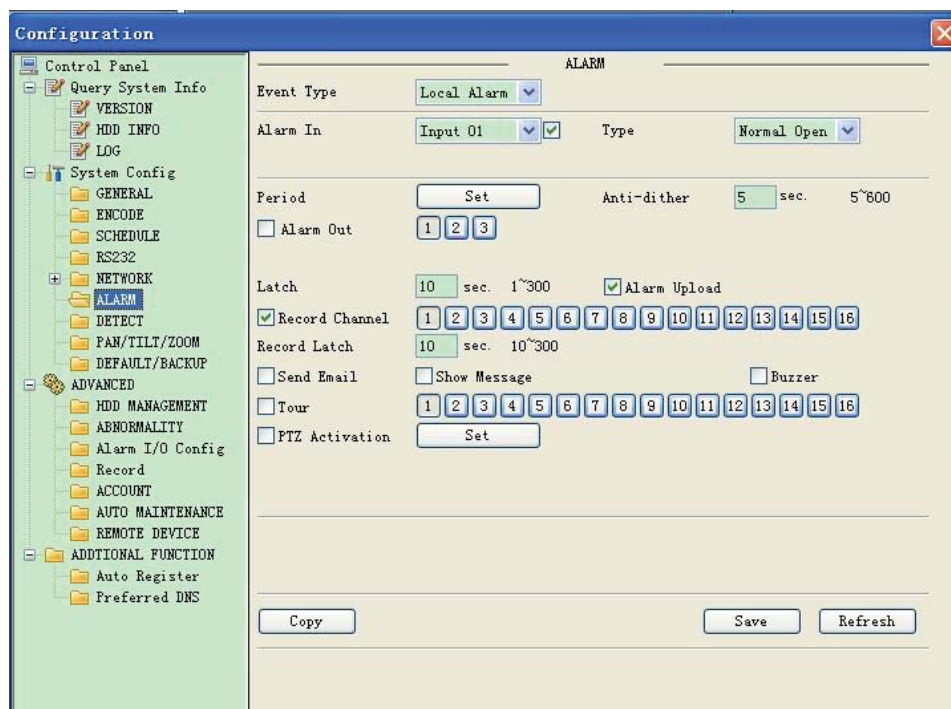 Configuration
Control Panel
Query System Info
VERSION
HDD INFO
LOG
System Config
GENERAL
ENCODE
SCHEDULE
RS232
NETWORK
ALARM
DETECT
PAN/TILT/ZOOM
DEFAULT/BACKUP
ADVANCED
HDD MANAGEMENT
ABNORMALITY
Alarm I/O Config
Record
ACCOUNT
AUTO MAINTENANCE
REMOTE DEVICE
ADDTIONAL FUNCTION
Auto Register
Preferred DNS
ALARM
Event Type Local Alarm
Alarm In Input 01 Type Normal Open
Period Set Anti-dither 5 sec. 5~600
Alarm Out 1 2 3
Latch 10 sec. 1~300 Alarm Upload
Record Channel 1 2 3 4 5 6 7 8 9 10 11 12 13 14 15 16
Record Latch 10 sec. 10~300
Send Email Show Message Buzzer
Tour 1 2 3 4 5 6 7 8 9 10 11 12 13 14 15 16
PTZ Activation Set
Copy Save Refresh